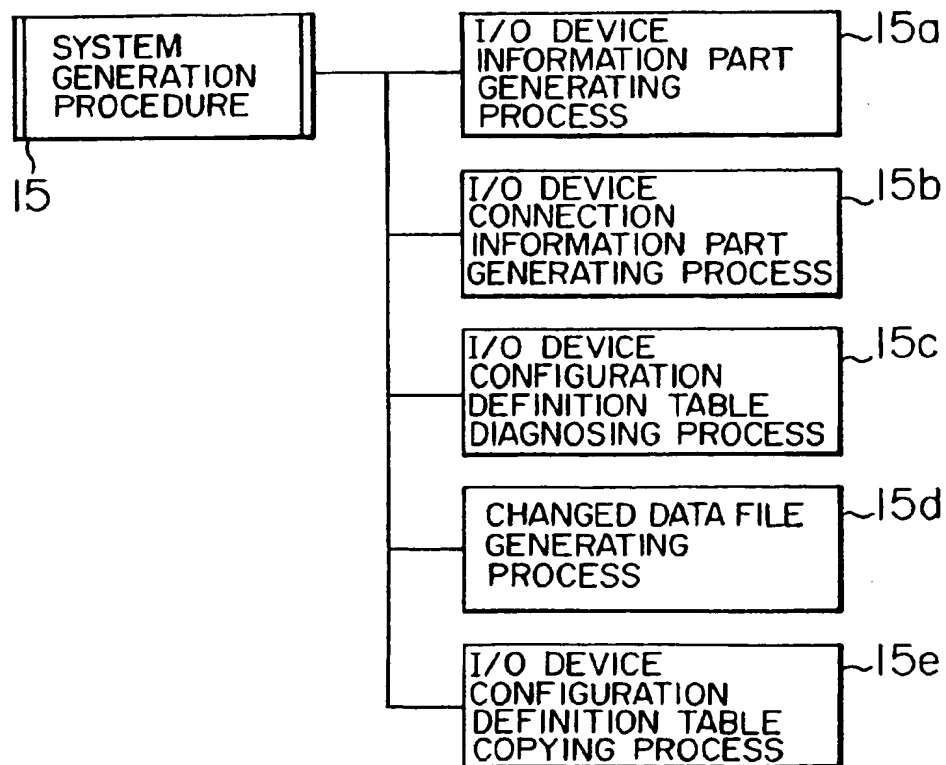 SYSTEM
GENERATION
PROCEDURE
15
I/O DEVICE
INFORMATION PART
GENERATING
PROCESS
15a
I/O DEVICE
CONNECTION
INFORMATION PART
GENERATING PROCESS
15b
I/O DEVICE
CONFIGURATION
DEFINITION TABLE
DIAGNOSING PROCESS
15c
CHANGED DATA FILE
GENERATING
PROCESS
15d
I/O DEVICE
CONFIGURATION
DEFINITION TABLE
COPYING PROCESS
15e